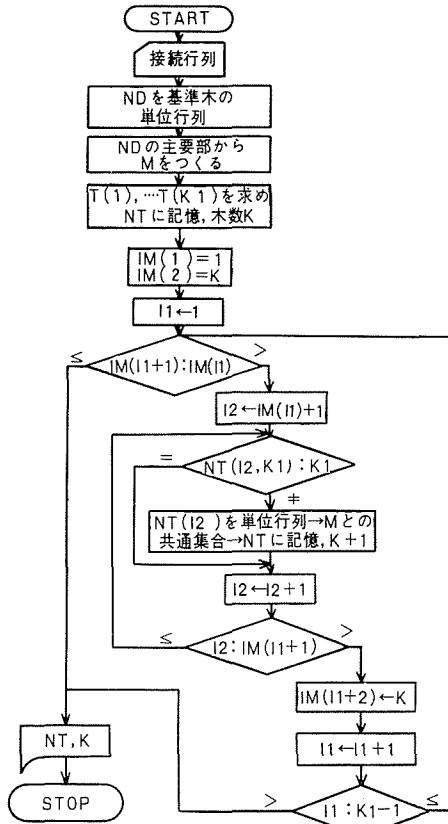 START
接続行列
NDを基準木の
単位行列
NDの主要部から
Mをつくる
T(1),…T(K1)を求め
NTに記憶,木数K
IM(1)=1
IM(2)=K
I1←1
≤
IM(I1+1):IM(I1)
>
I2←IM(I1)+1
=
NT(I2,K1):K1
≠
NT(I2)を単位行列→Mとの
共通集合→NTに記憶,K+1
I2←I2+1
≤
I2:IM(I1+1)
>
IM(I1+2)←K
NT,K
I1←I1+1
STOP
>
I1:K1-1
≤